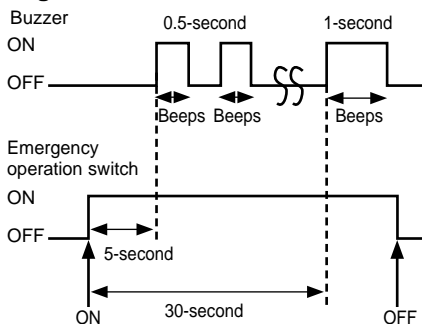 Buzzer
0.5-second
1-second
ON
OFF
Beeps
Beeps
Beeps
Emergency
operation switch
ON
OFF
5-second
30-second
ON
OFF